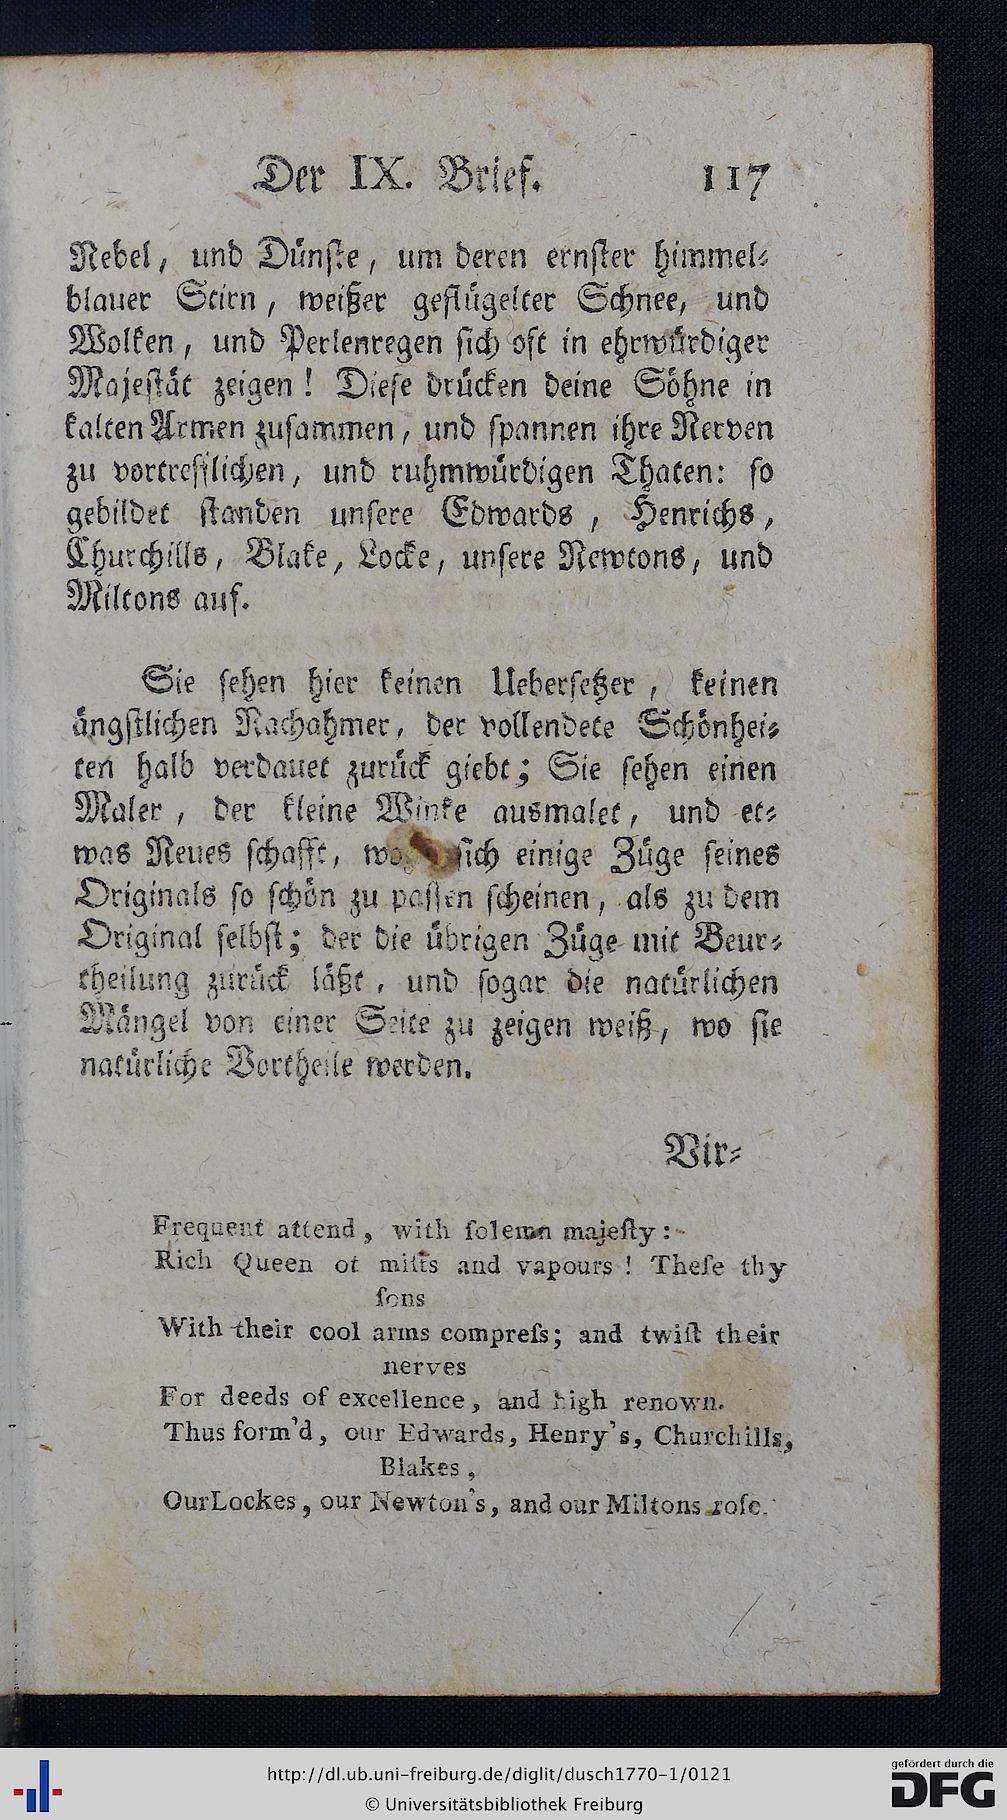 Der IX. Brief. 117
Nebel, und Dünste, um deren ernster himmel-
blauer Stirn, weißer geflügelter Schnee, und
Wolken, und Perlenregen sich oft in ehrwürdiger
Majestät zeigen! Diese drücken deine Söhne in
kalten Armen zusammen, und spannen ihre Nerven
zu vortrefflichen, und ruhmwürdigen Thaten: so
gebildet standen unsere Edwards, Henrichs,
Churchills, Blake, Locke, unsere Newtons, und
Miltons auf.
Sie sehen hier keinen Uebersetzer, keinen
ängstlichen Nachahmer, der vollendete Schönhei-
ten halb verdauet zurück giebt; Sie sehen einen
Maler, der kleine Winke ausmalet, und et-
was Neues schafft, sich einige Züge seines
Originals so schön zu passen scheinen, als zu dem
Original selbst; der die übrigen Züge mit Beur-
theilung zurück läßt, und sogar die natürlichen
Mängel von einer Seite zu zeigen weiß, wo sie
natürliche Vortheile werden.
Vir-
Frequent attend, with ſolemn majeſty:
Rich Queen of miſts and vapours! Theſe thy
ſons
With their cool arms compreſs; and twiſt their
nerves
For deeds of excellence, and high renown.
Thus form'd, our Edwards, Henry's, Churchills,
Blakes,
Our Lockes, our Newton's, and our Miltons roſe.
http://dl.ub.uni-freiburg.de/diglit/dusch1770-1/0121
© Universitätsbibliothek Freiburg
gefördert durch die
DFG